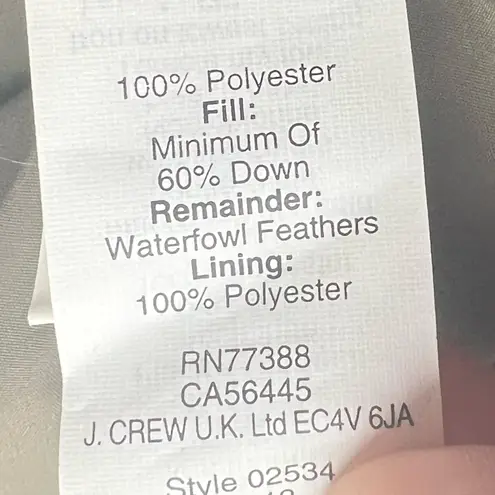 100% Polyester
Fill:
Minimum Of
60% Down
Remainder:
Waterfowl Feathers
Lining:
100% Polyester
RN77388
CA56445
J. CREW U.K. Ltd EC4V 6JA
Style 02534